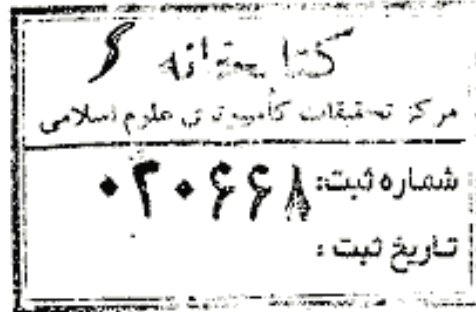 کتابخانه
مرکز تحقیقات کامپیوتری علوم اسلامی
شماره ثبت: ۰۲۰۶۶۸
تاریخ ثبت :